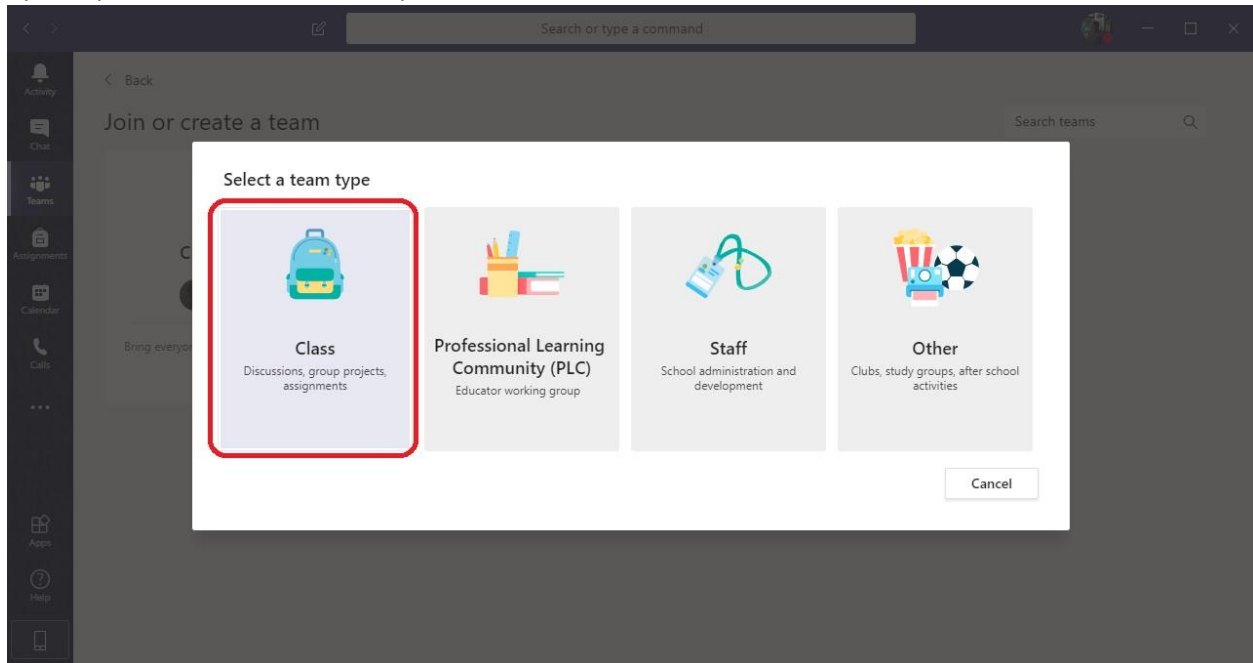 Search or type a command
Activity
Chat
Teams
Assignments
Calendar
Calls
Apps
Help
Back
Join or create a team
Search teams
C
Bring everyo
Select a team type
Class
Discussions, group projects,
assignments
Professional Learning
Community (PLC)
Educator working group
Staff
School administration and
development
Other
Clubs, study groups, after school
activities
Cancel